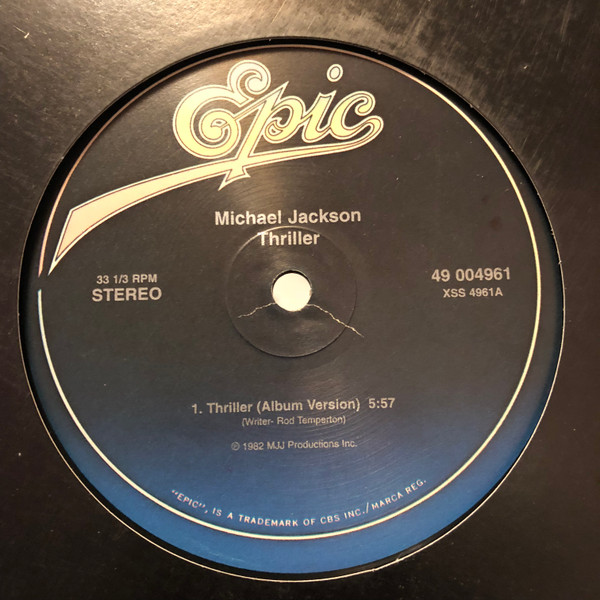 Epic
Michael Jackson
Thriller
33 1/3 RPM
STEREO
49 004961
XSS 4961A
1. Thriller (Album Version) 5:57
(Writer- Rod Temperton)
℗ 1982 MJJ Productions Inc.
"EPIC", IS A TRADEMARK OF CBS INC./MARCA REG.